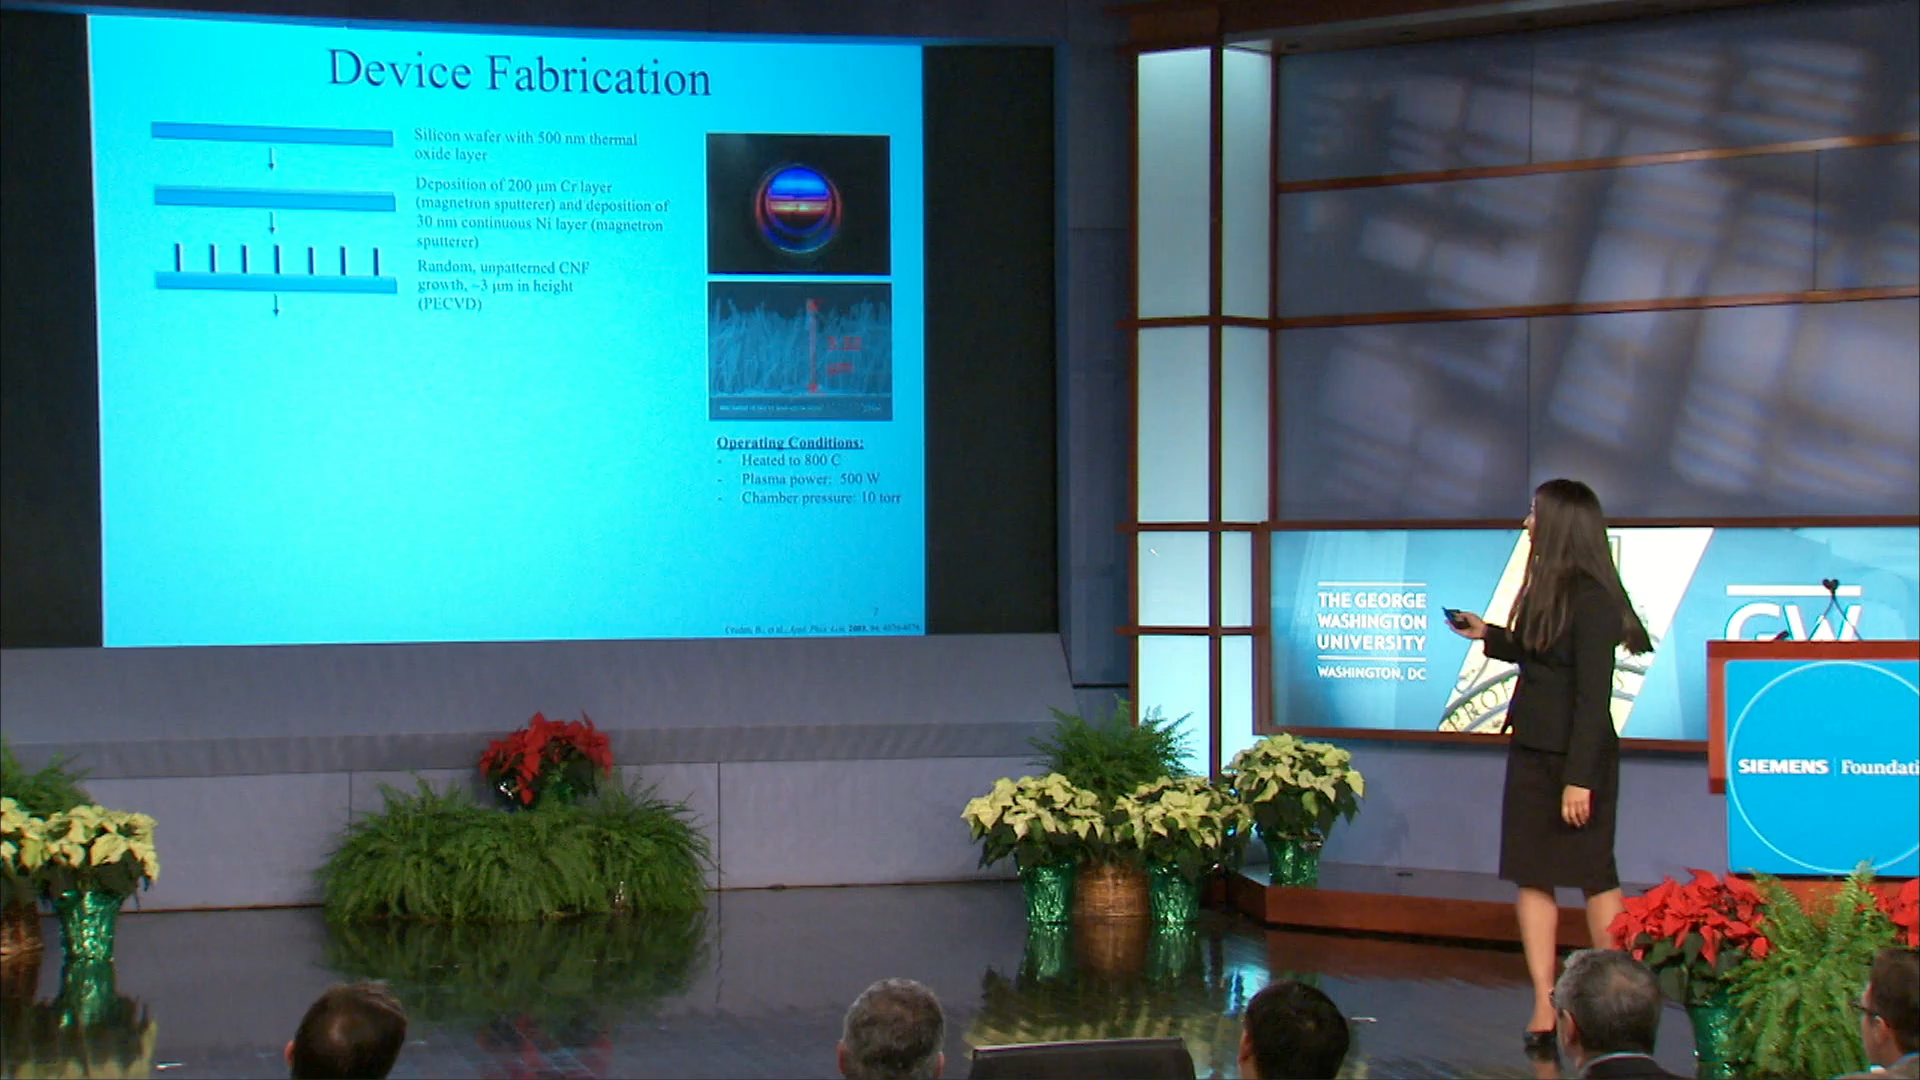 Device Fabrication
Silicon wafer with 500 nm thermal
oxide layer
Deposition of 200 μm Cr layer
(magnetron sputterer) and deposition of
30 nm continuous Ni layer (magnetron
sputterer)
Random, unpatterned CNF
growth, ~3 μm in height
(PECVD)
Operating Conditions:
- Heated to 800 C
- Plasma power: 500 W
- Chamber pressure: 10 torr
7
THE GEORGE
WASHINGTON
UNIVERSITY
WASHINGTON, DC
GW
SIEMENS Foundati